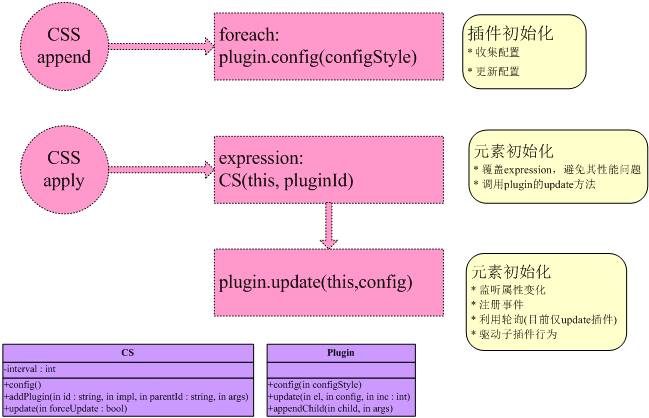 CSS
append
foreach:
plugin.config(configStyle)
插件初始化
* 收集配置
* 更新配置
CSS
apply
expression:
CS(this, pluginId)
元素初始化
* 覆盖expression，避免其性能问题
* 调用plugin的update方法
plugin.update(this,config)
元素初始化
* 监听属性变化
* 注册事件
* 利用轮询(目前仅update插件)
* 驱动子插件行为
CS
-interval : int
+config()
+addPlugin(in id : string, in impl, in parentId : string, in args)
+update(in forceUpdate : bool)
Plugin
+config(in configStyle)
+update(in el, in config, in inc : int)
+appendChild(in child, in args)